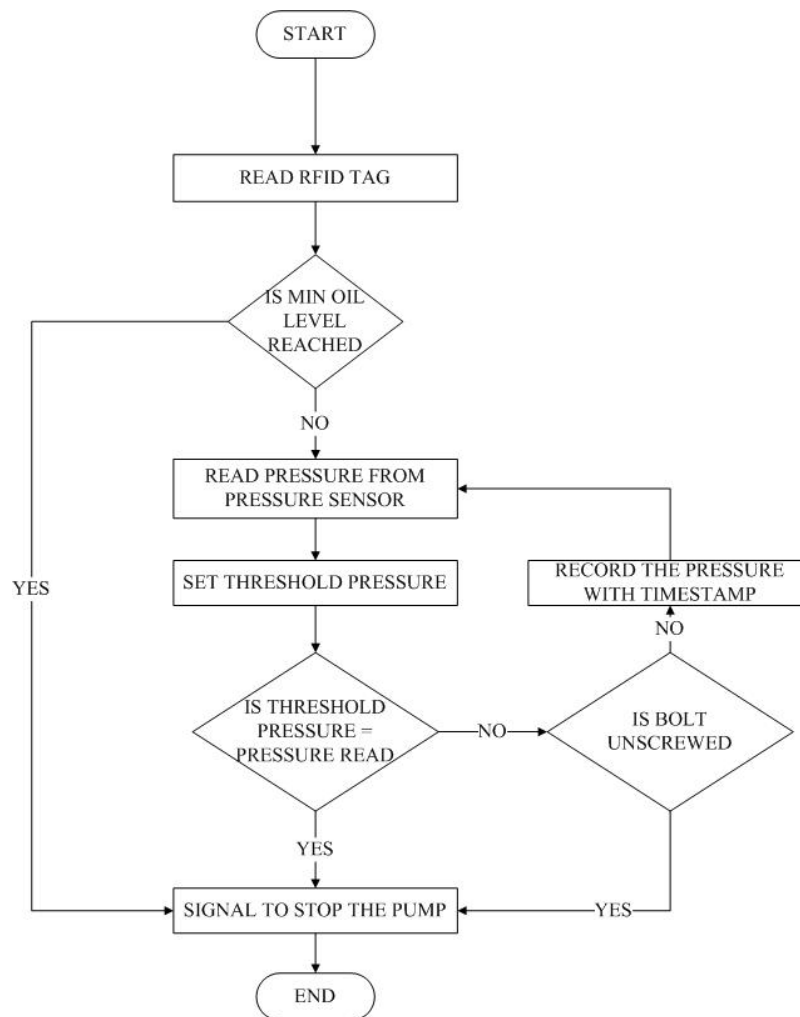 START
READ RFID TAG
IS MIN OIL
LEVEL
REACHED
NO
READ PRESSURE FROM
PRESSURE SENSOR
YES
SET THRESHOLD PRESSURE
RECORD THE PRESSURE
WITH TIMESTAMP
NO
IS THRESHOLD
PRESSURE =
PRESSURE READ
NO
IS BOLT
UNSCREWED
YES
SIGNAL TO STOP THE PUMP
YES
END